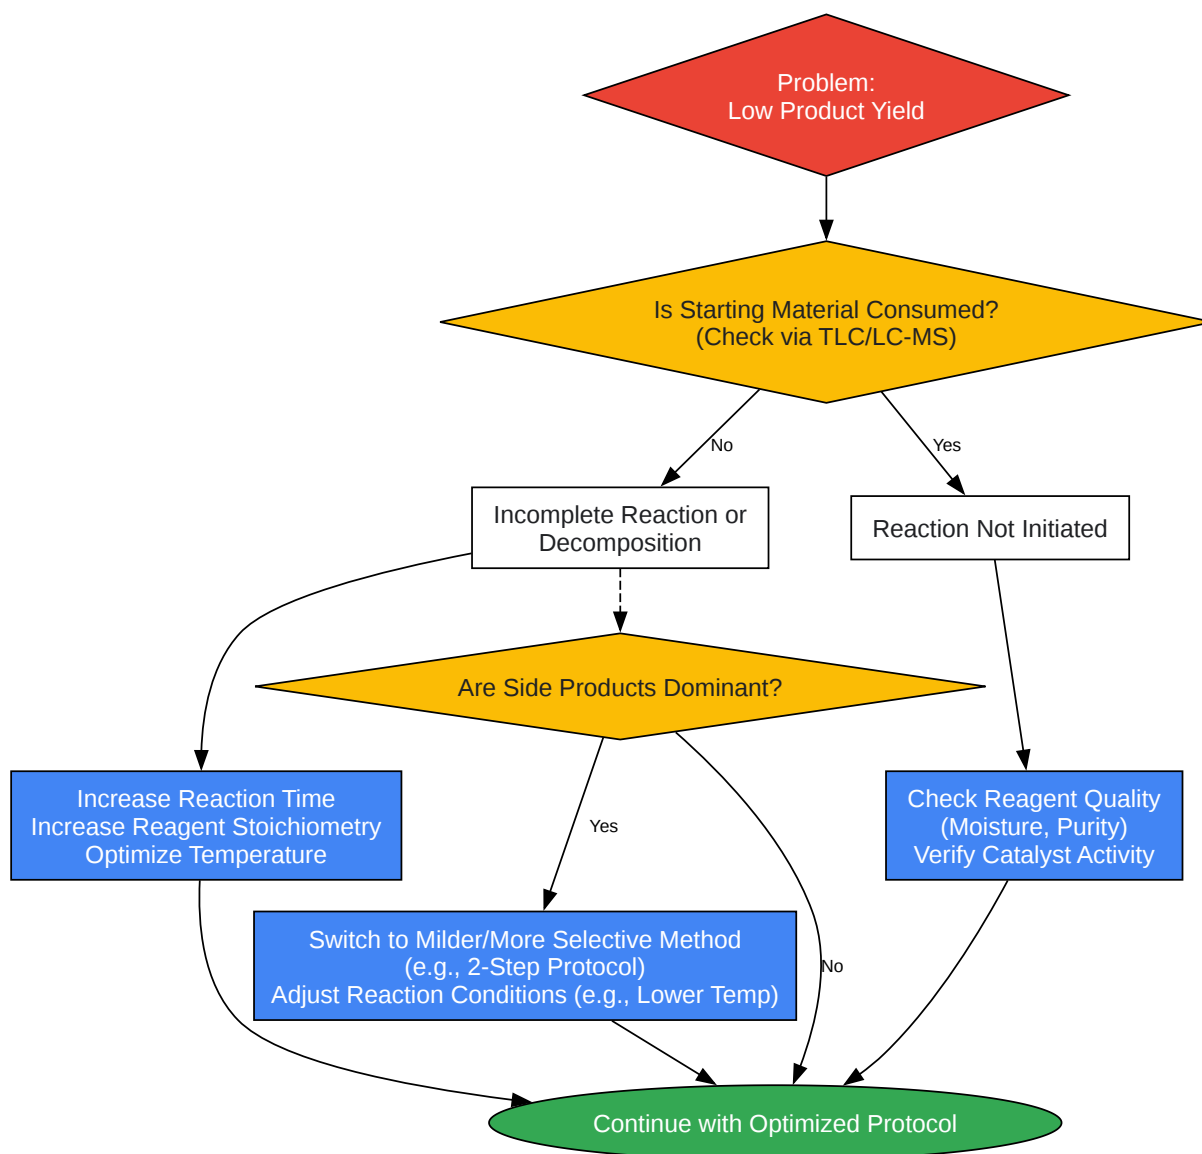 Problem:
Low Product Yield
Is Starting Material Consumed?
(Check via TLC/LC-MS)
No
Yes
Incomplete Reaction or
Decomposition
Reaction Not Initiated
Are Side Products Dominant?
Increase Reaction Time
Increase Reagent Stoichiometry
Optimize Temperature
Yes
Check Reagent Quality
(Moisture, Purity)
Verify Catalyst Activity
Switch to Milder/More Selective Method
(e.g., 2-Step Protocol)
Adjust Reaction Conditions (e.g., Lower Temp)
No
Continue with Optimized Protocol